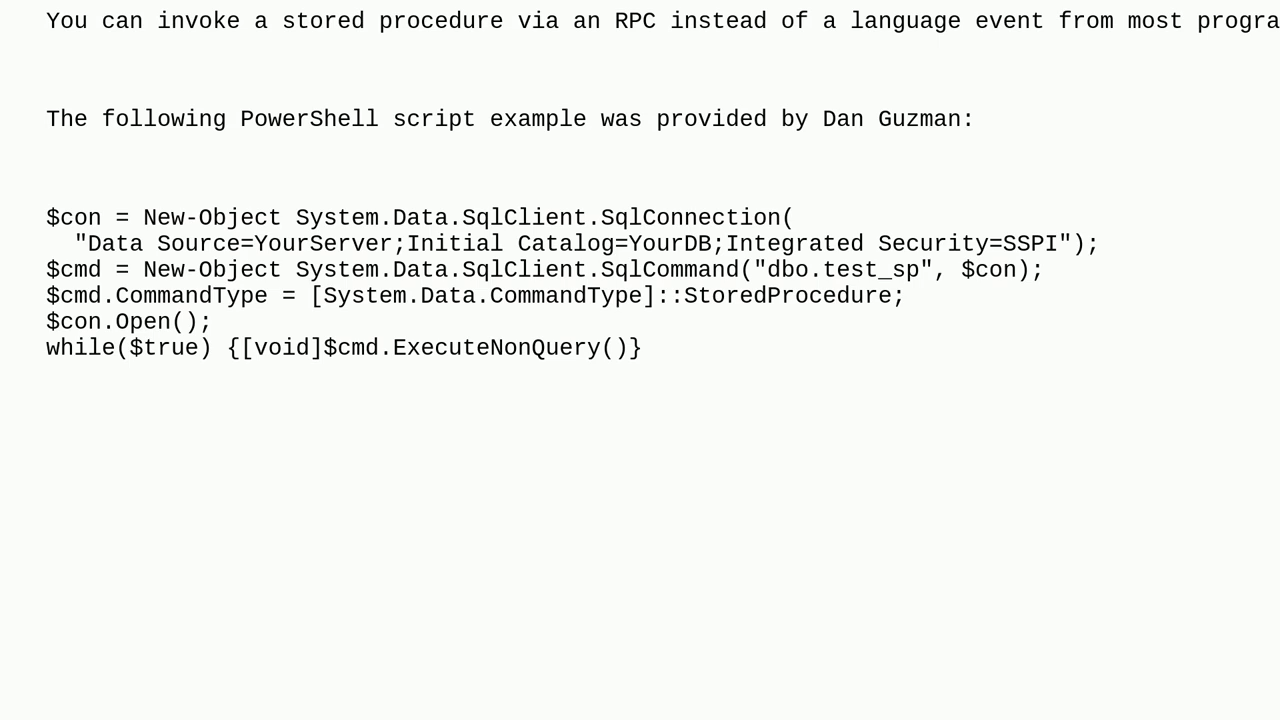 You can invoke a stored procedure via an RPC instead of a language event from most
The following PowerShell script example was provided by Dan Guzman:
$con = New-Object System.Data.SqlClient.SqlConnection(
"Data Source=YourServer;Initial Catalog=YourDB;Integrated Security=SSPI");
$cmd = New-Object System.Data.SqlClient.SqlCommand("dbo.test_sp", $con);
$cmd.CommandType = [System.Data.CommandType]::StoredProcedure;
$con.Open();
while($true) {[void]$cmd.ExecuteNonQuery()}